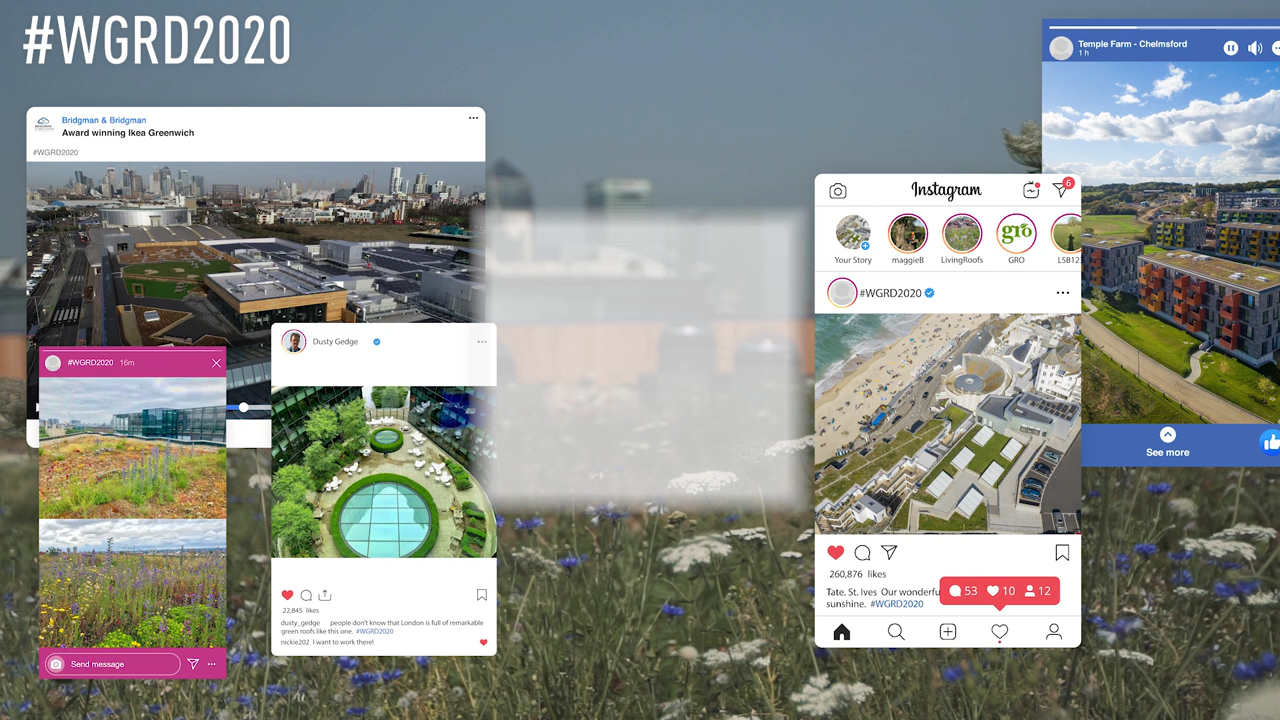 #WGRD2020
Bridgman & Bridgman
Award winning Ikea Greenwich
#WGRD2020
#WGRD2020 16m
Send message
Dusty Gedge
22,845 likes
dusty_gedge people don't know that London is full of remarkable
green roofs like this one. #WGRD2020
nickie202 I want to work there!
Instagram
6
gro
Your Story maggieB LivingRoofs GRO LSB12
#WGRD2020
260,876 likes
Tate. St. Ives Our wonderfu
sunshine. #WGRD2020
53 10 12
Temple Farm - Chelmsford
1 h
See more